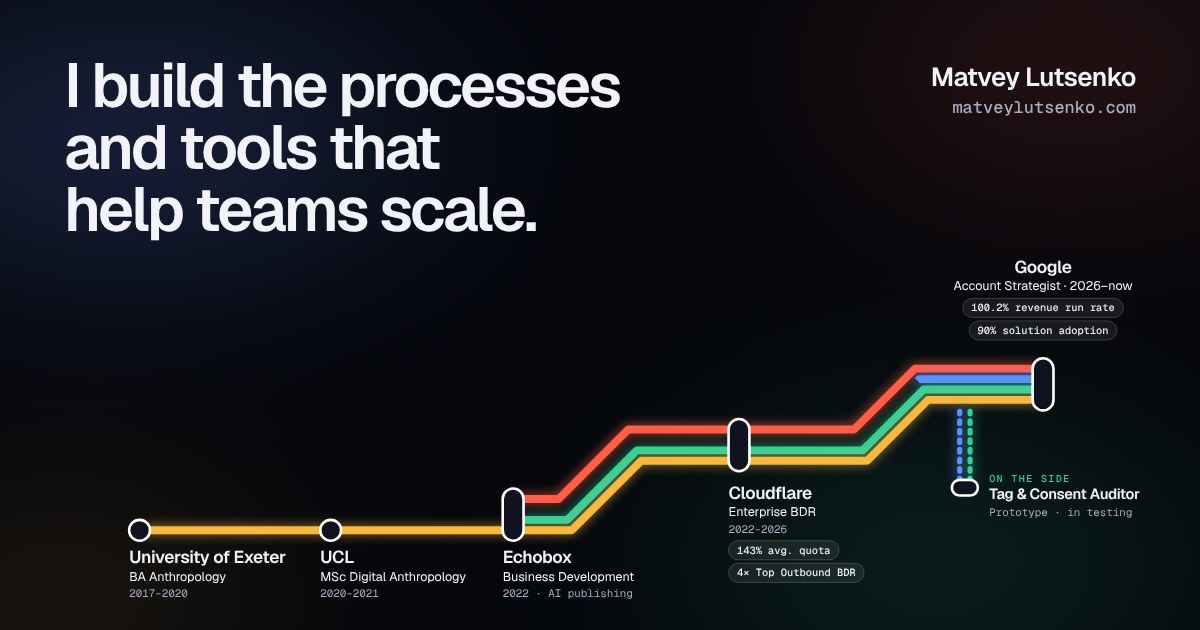 I build the processes
and tools that
help teams scale.
Matvey Lutsenko
matveylutsenko.com
Google
Account Strategist · 2026–now
100.2% revenue run rate
90% solution adoption
ON THE SIDE
Tag & Consent Auditor
Prototype · in testing
Cloudflare
Enterprise BDR
2022–2026
143% avg. quota
4× Top Outbound BDR
University of Exeter
BA Anthropology
2017–2020
UCL
MSc Digital Anthropology
2020–2021
Echobox
Business Development
2022 · AI publishing